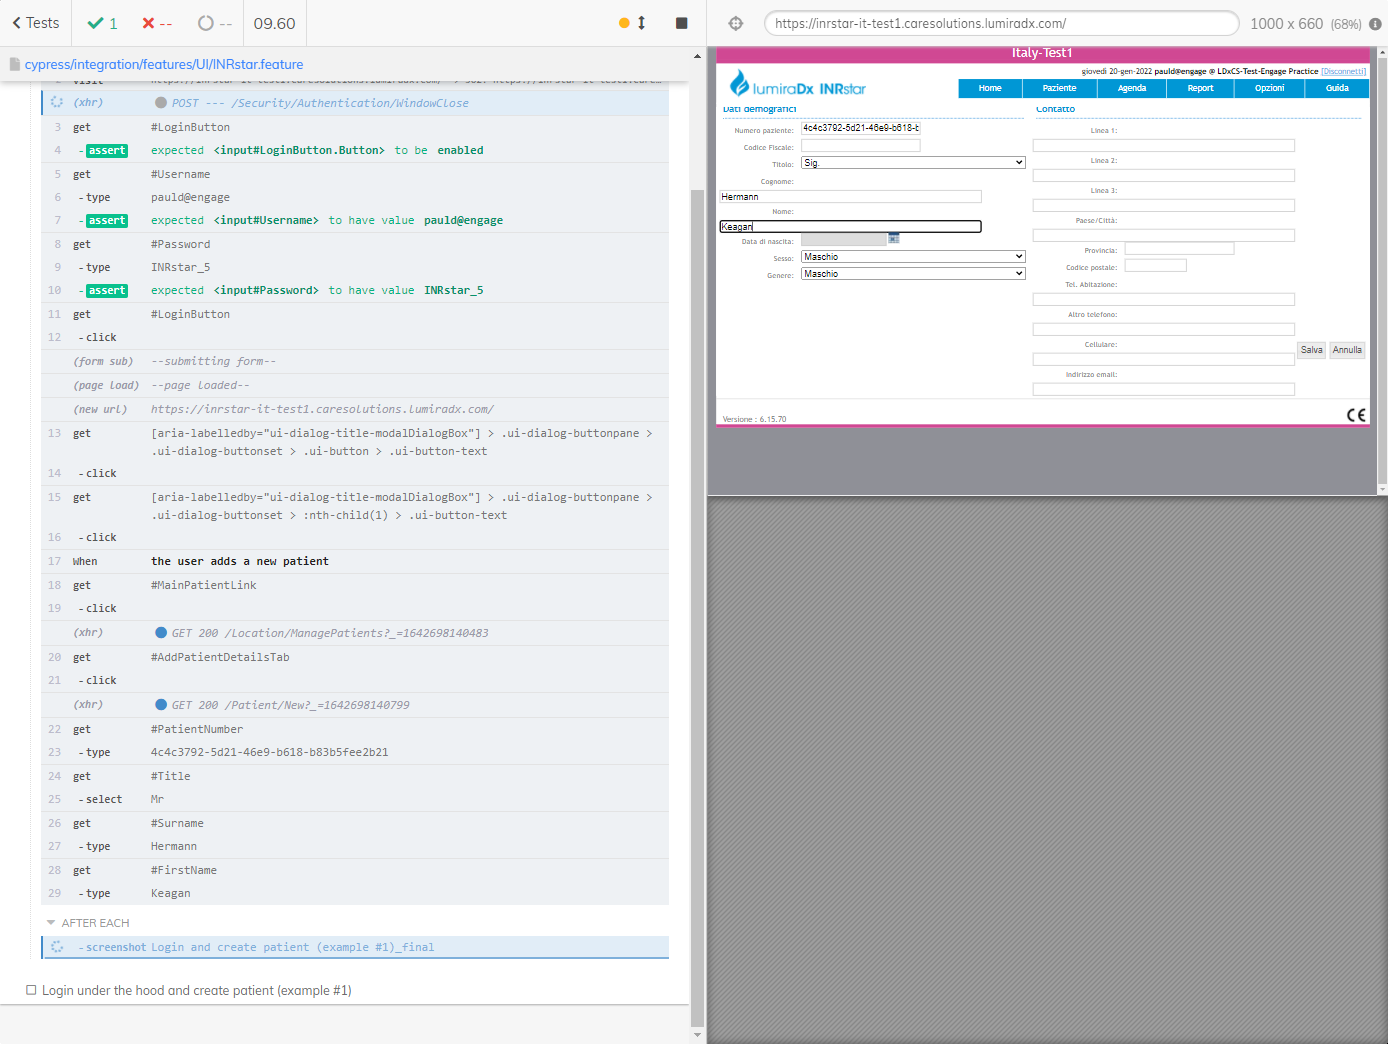 Tests
1
--
--
09.60
https://inrstar-it-test1.caresolutions.lumiradx.com/
1000 x 660 (68%)
cypress/integration/features/UI/INRstar.feature
(xhr) POST --- /Security/Authentication/WindowClose
3 get #LoginButton
4 -assert expected <input#LoginButton.Button> to be enabled
5 get #Username
6 -type pauld@engage
7 -assert expected <input#Username> to have value pauld@engage
8 get #Password
9 -type INRstar_5
10 -assert expected <input#Password> to have value INRstar_5
11 get #LoginButton
12 -click
(form sub) --submitting form--
(page load) --page loaded--
(new url) https://inrstar-it-test1.caresolutions.lumiradx.com/
13 get [aria-labelledby="ui-dialog-title-modalDialogBox"] > .ui-dialog-buttonpane >
.ui-dialog-buttonset > .ui-button > .ui-button-text
14 -click
15 get [aria-labelledby="ui-dialog-title-modalDialogBox"] > .ui-dialog-buttonpane >
.ui-dialog-buttonset > :nth-child(1) > .ui-button-text
16 -click
17 When the user adds a new patient
18 get #MainPatientLink
19 -click
(xhr) GET 200 /Location/ManagePatients?_=1642698140483
20 get #AddPatientDetailsTab
21 -click
(xhr) GET 200 /Patient/New?_=1642698140799
22 get #PatientNumber
23 -type 4c4c3792-5d21-46e9-b618-b83b5fee2b21
24 get #Title
25 -select Mr
26 get #Surname
27 -type Hermann
28 get #FirstName
29 -type Keagan
AFTER EACH
-screenshot Login and create patient (example #1)_final
Login under the hood and create patient (example #1)
Italy-Test1
giovedì 20-gen-2022 pauld@engage @ LDxCS-Test-Engage Practice [Disconnetti]
lumiraDx INRstar
Home Paziente Agenda Report Opzioni Guida
Dati demografici
Numero paziente: 4c4c3792-5d21-46e9-b618-b
Codice Fiscale:
Titolo: Sig.
Cognome:
Hermann
Nome:
Keagan
Data di nascita:
Sesso: Maschio
Genere: Maschio
Contatto
Linea 1:
Linea 2:
Linea 3:
Paese/Città:
Provincia:
Codice postale:
Tel. Abitazione:
Altro telefono:
Cellulare:
Indirizzo email:
Salva Annulla
Versione : 6.15.70
CE